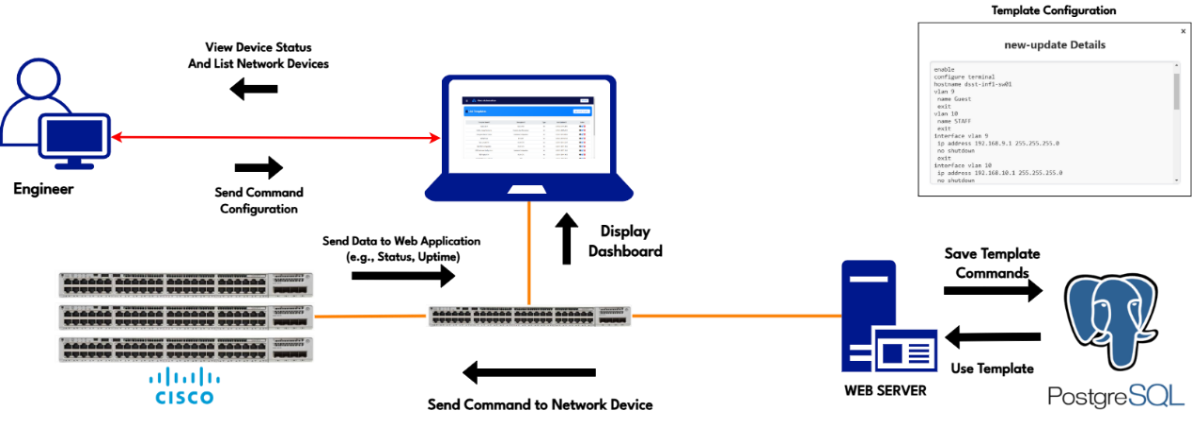 Template Configuration
×
new-update Details
enable
configure terminal
hostname dsst-inf1-sw01
vlan 9
name Guest
exit
vlan 10
name STAFF
exit
interface vlan 9
ip address 192.168.9.1 255.255.255.0
no shutdown
exit
interface vlan 10
ip address 192.168.10.1 255.255.255.0
no shutdown
View Device Status
And List Network Devices
Engineer
Send Command
Configuration
Send Data to Web Application
(e.g., Status, Uptime)
Display
Dashboard
Save Template
Commands
Use Template
CISCO
Send Command to Network Device
WEB SERVER
PostgreSQL